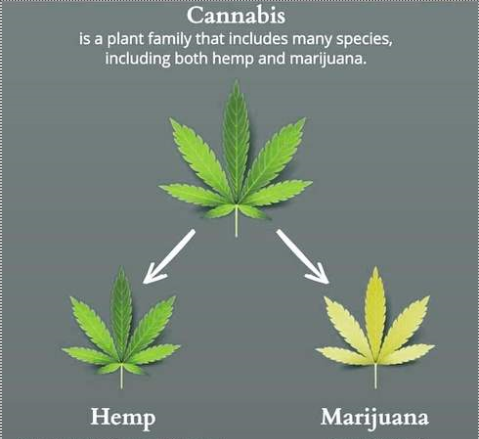 Cannabis
is a plant family that includes many species,
including both hemp and marijuana.
Hemp
Marijuana